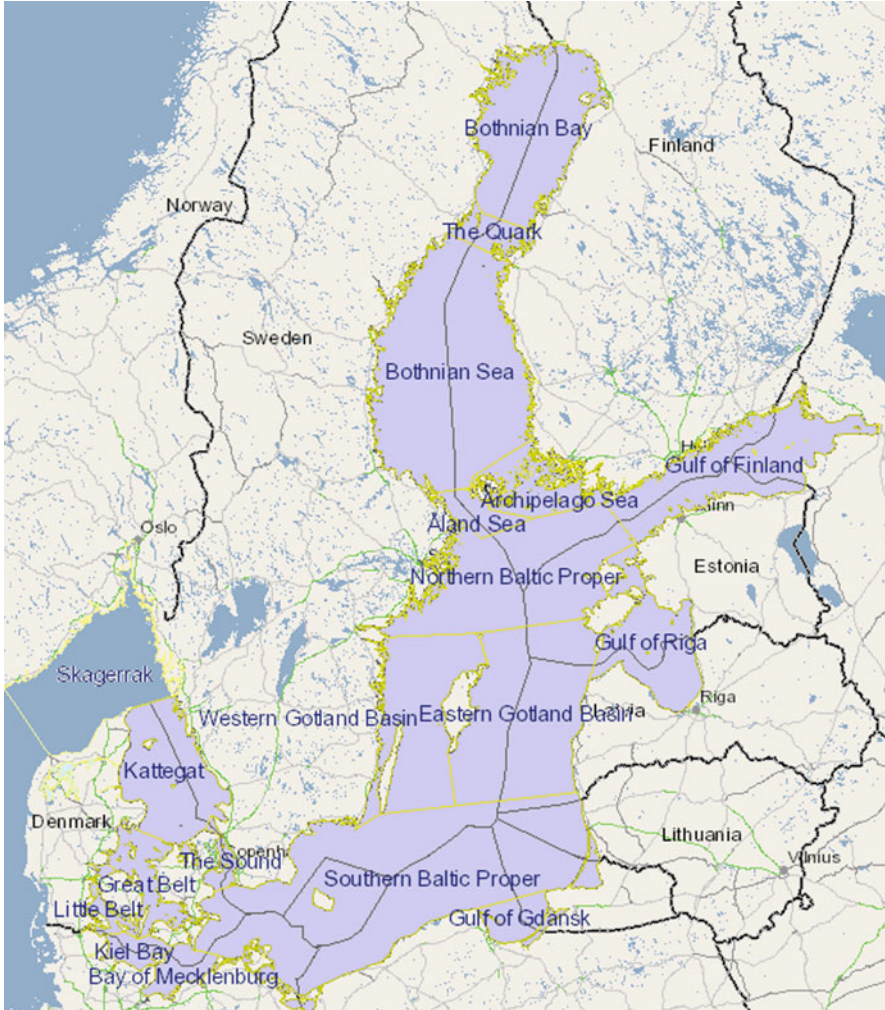 Bothnian Bay
Finland
Norway
The Quark
Sweden
Bothnian Sea
Gulf of Finland
Archipelago Sea
Åland Sea
Oslo
Estonia
Northern Baltic Proper
Gulf of Riga
Skagerrak
Riga
Western Gotland Basin
Eastern Gotland Basin
Kattegat
Denmark
Lithuania
The Sound
Vilnius
Southern Baltic Proper
Great Belt
Little Belt
Gulf of Gdansk
Kiel Bay
Bay of Mecklenburg